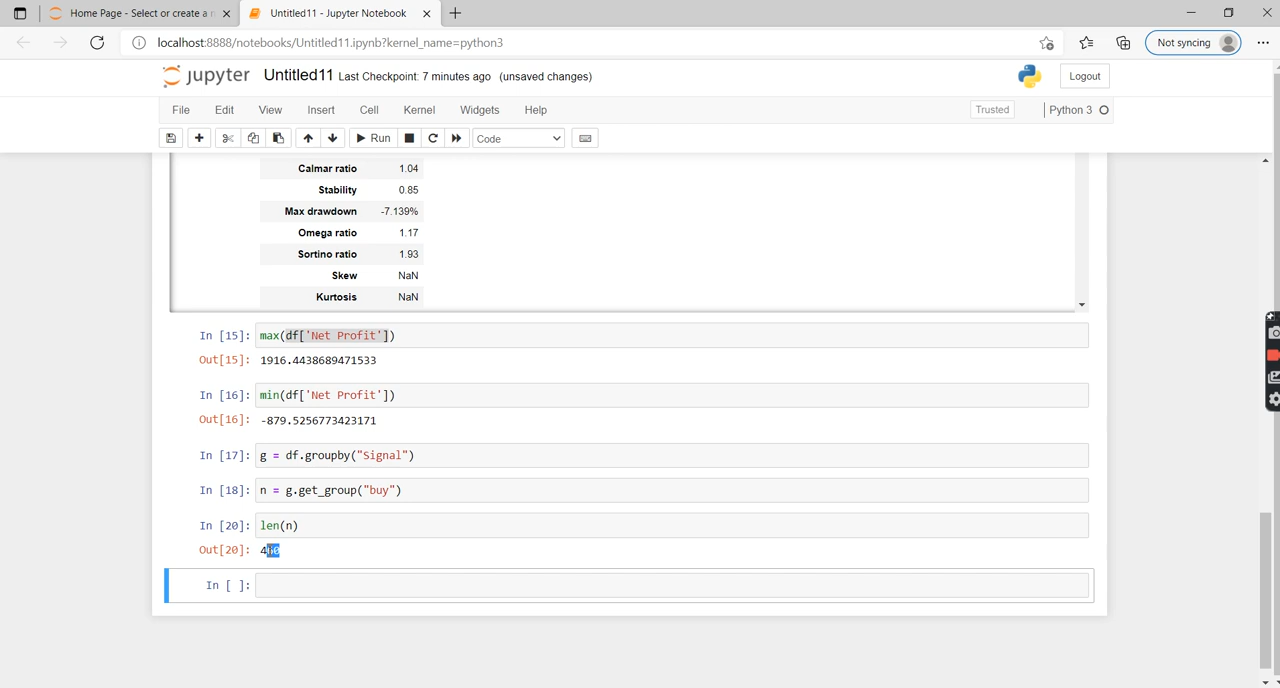 Home Page - Select or create a n
Untitled11 - Jupyter Notebook
localhost:8888/notebooks/Untitled11.ipynb?kernel_name=python3
Not syncing
jupyter Untitled11 Last Checkpoint: 7 minutes ago (unsaved changes)
Logout
File Edit View Insert Cell Kernel Widgets Help
Trusted
Python 3
Run
Code
Calmar ratio 1.04
Stability 0.85
Max drawdown -7.139%
Omega ratio 1.17
Sortino ratio 1.93
Skew NaN
Kurtosis NaN
In [15]: max(df['Net Profit'])
Out[15]: 1916.4438689471533
In [16]: min(df['Net Profit'])
Out[16]: -879.5256773423171
In [17]: g = df.groupby("Signal")
In [18]: n = g.get_group("buy")
In [20]: len(n)
Out[20]:
In [ ]: